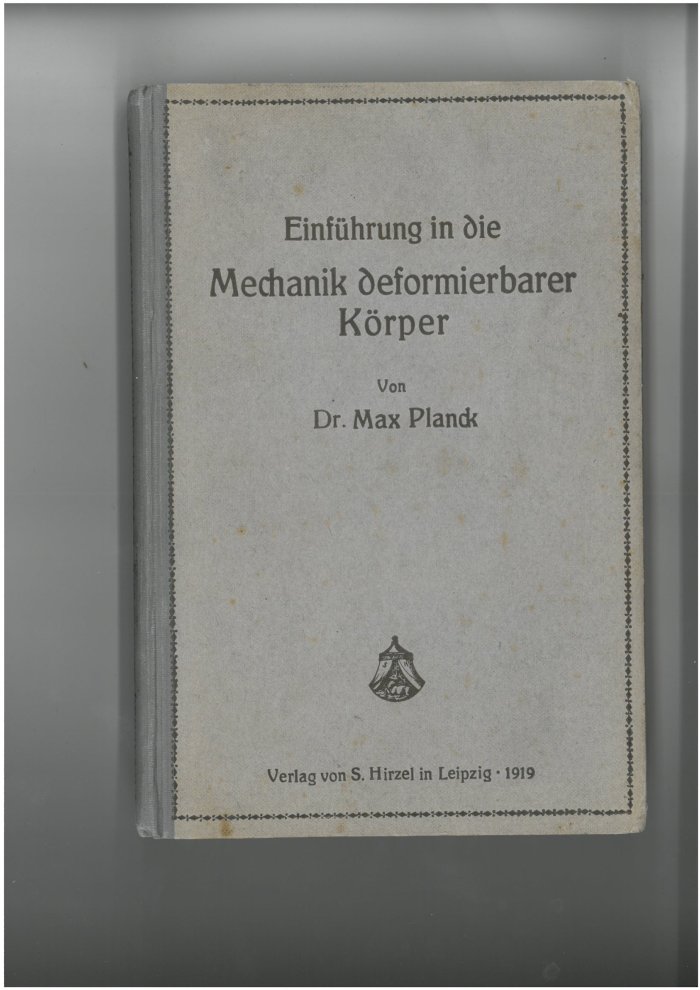 Einführung in die
Mechanik deformierbarer
Körper
Von
Dr. Max Planck
Verlag von S. Hirzel in Leipzig · 1919